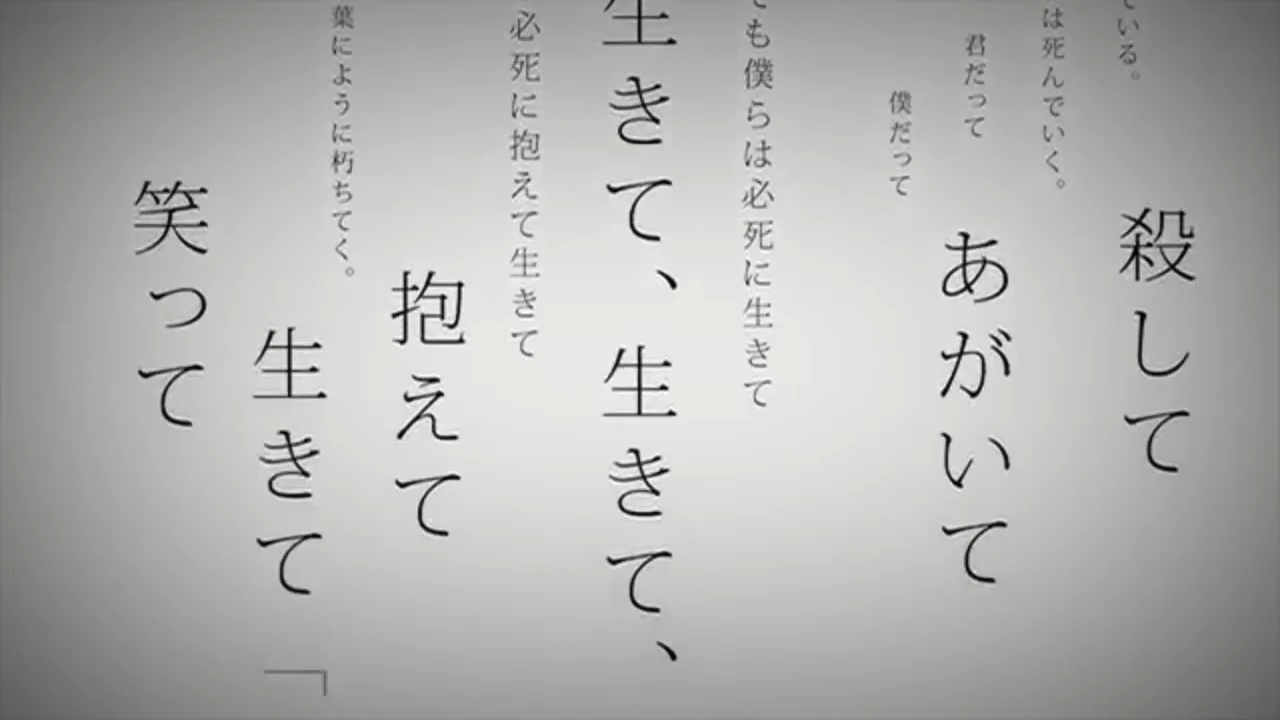 ている。
殺して
は死んでいく。
君だって
あがいて
僕だって
ても僕らは必死に生きて
生きて、生きて、
必死に抱えて生きて
抱えて
葉にように朽ちてく。
生きて「
笑って